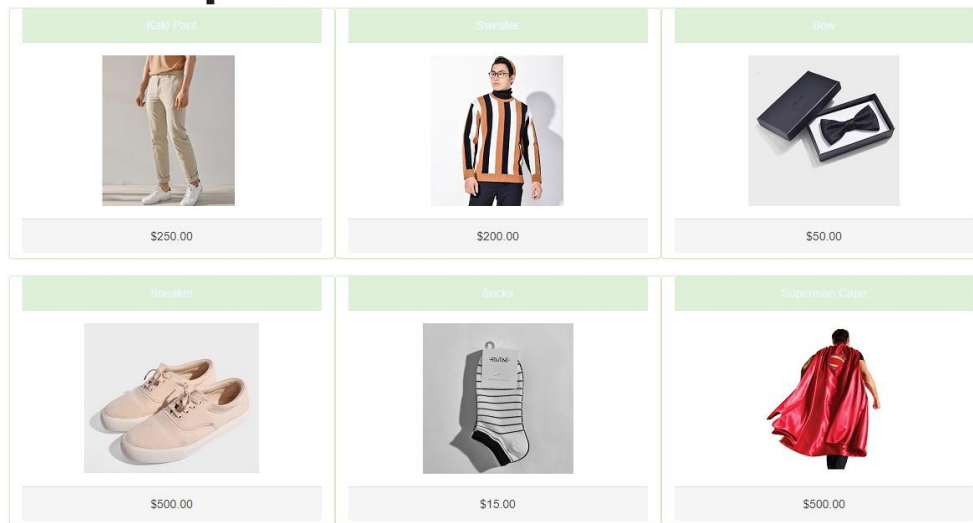 Kaki Pant
Sweater
Bow
$250.00
$200.00
$50.00
Sneaker
Socks
Superman Cape
$500.00
$15.00
$500.00